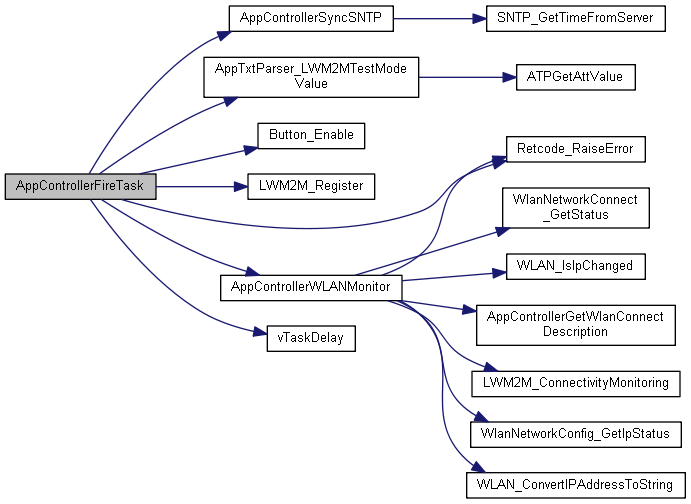 AppControllerSyncSNTP
SNTP_GetTimeFromServer
AppTxtParser_LWM2MTestMode
Value
ATPGetAttValue
Button_Enable
Retcode_RaiseError
AppControllerFireTask
LWM2M_Register
WlanNetworkConnect
_GetStatus
WLAN_IsIpChanged
AppControllerWLANMonitor
AppControllerGetWlanConnect
Description
vTaskDelay
LWM2M_ConnectivityMonitoring
WlanNetworkConfig_GetIpStatus
WLAN_ConvertIPAddressToString